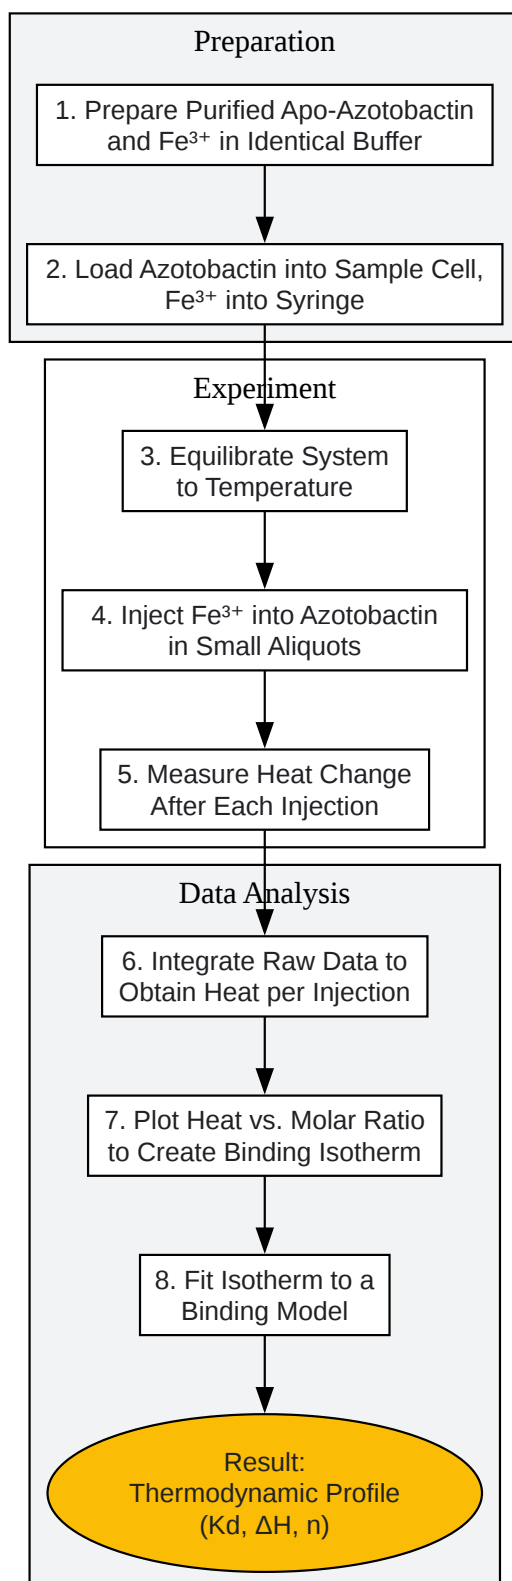 Preparation
1. Prepare Purified Apo-Azotobactin
and Fe³⁺ in Identical Buffer
2. Load Azotobactin into Sample Cell,
Fe³⁺ into Syringe
Experiment
3. Equilibrate System
to Temperature
4. Inject Fe³⁺ into Azotobactin
in Small Aliquots
5. Measure Heat Change
After Each Injection
Data Analysis
6. Integrate Raw Data to
Obtain Heat per Injection
7. Plot Heat vs. Molar Ratio
to Create Binding Isotherm
8. Fit Isotherm to a
Binding Model
Result:
Thermodynamic Profile
(Kd, ΔH, n)